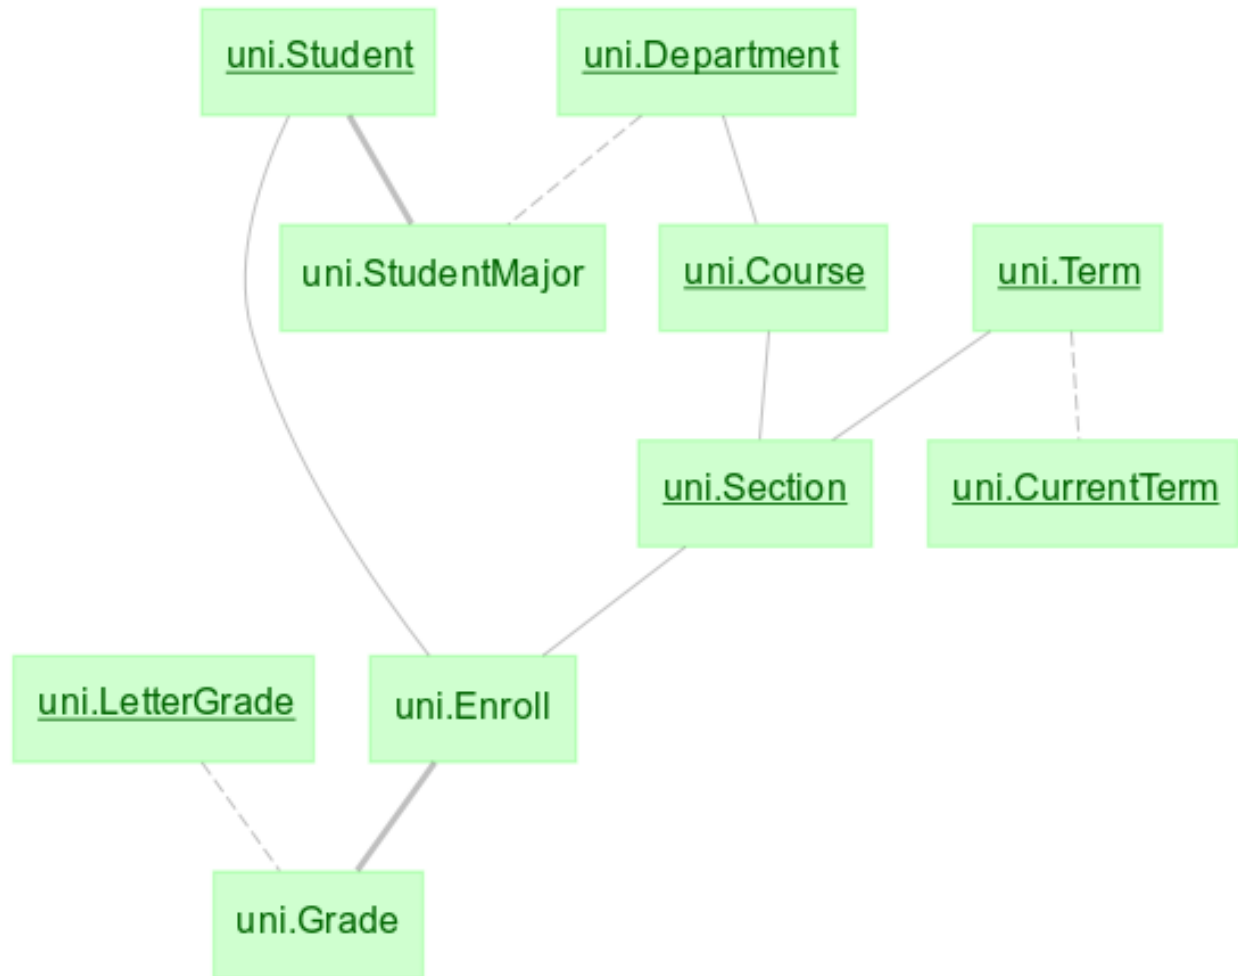 uni.Student
uni.Department
uni.StudentMajor
uni.Course
uni.Term
uni.Section
uni.CurrentTerm
uni.LetterGrade
uni.Enroll
uni.Grade